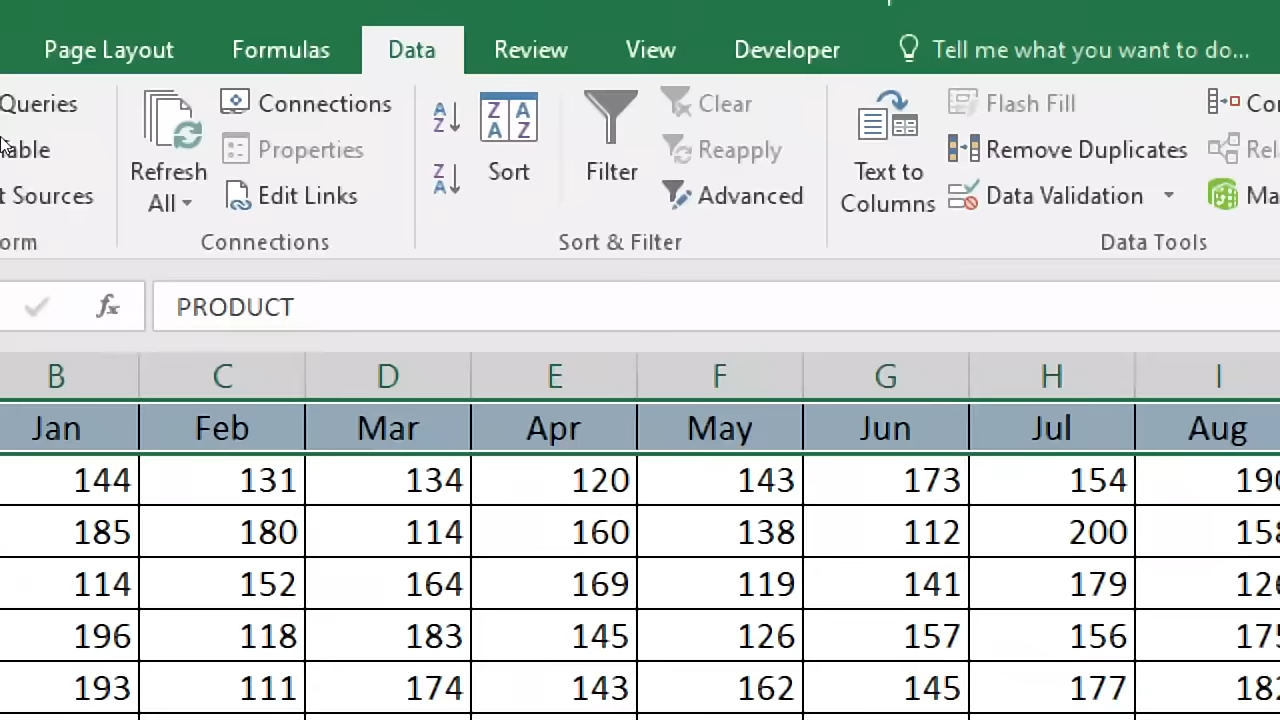 Page Layout Formulas Data Review View Developer Tell me what you want to do...
Queries Connections Clear Flash Fill
Properties Reapply Remove Duplicates
Refresh All Sort Filter Text to Columns
Sources Edit Links Advanced Data Validation
Connections Sort & Filter Data Tools
fx PRODUCT
B C D E F G H I
Jan Feb Mar Apr May Jun Jul Aug
144 131 134 120 143 173 154
185 180 114 160 138 112 200
114 152 164 169 119 141 179
196 118 183 145 126 157 156
193 111 174 143 162 145 177